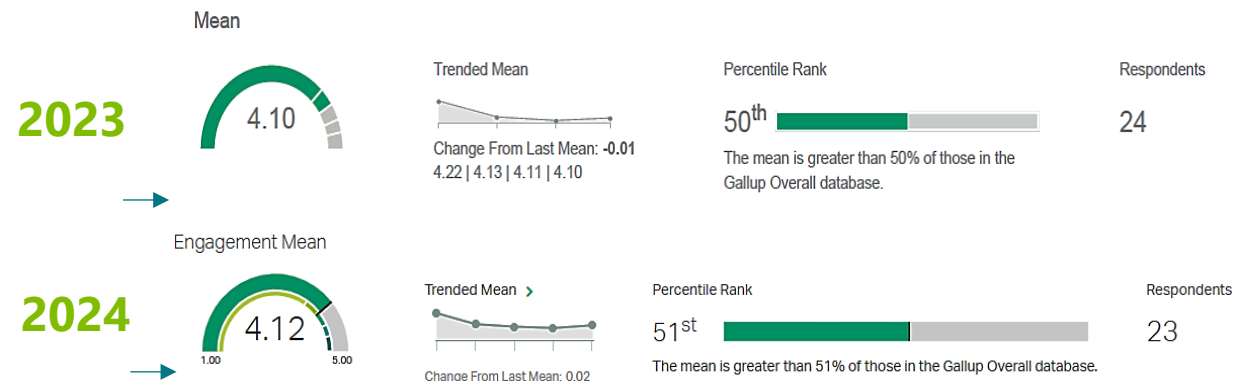 Mean
2023
4.10
Trended Mean
Change From Last Mean: -0.01
4.22 | 4.13 | 4.11 | 4.10
Percentile Rank
50th
The mean is greater than 50% of those in the
Gallup Overall database.
Respondents
24
Engagement Mean
2024
4.12
1.00
5.00
Trended Mean >
Change From Last Mean: 0.02
Percentile Rank
51st
The mean is greater than 51% of those in the Gallup Overall database.
Respondents
23